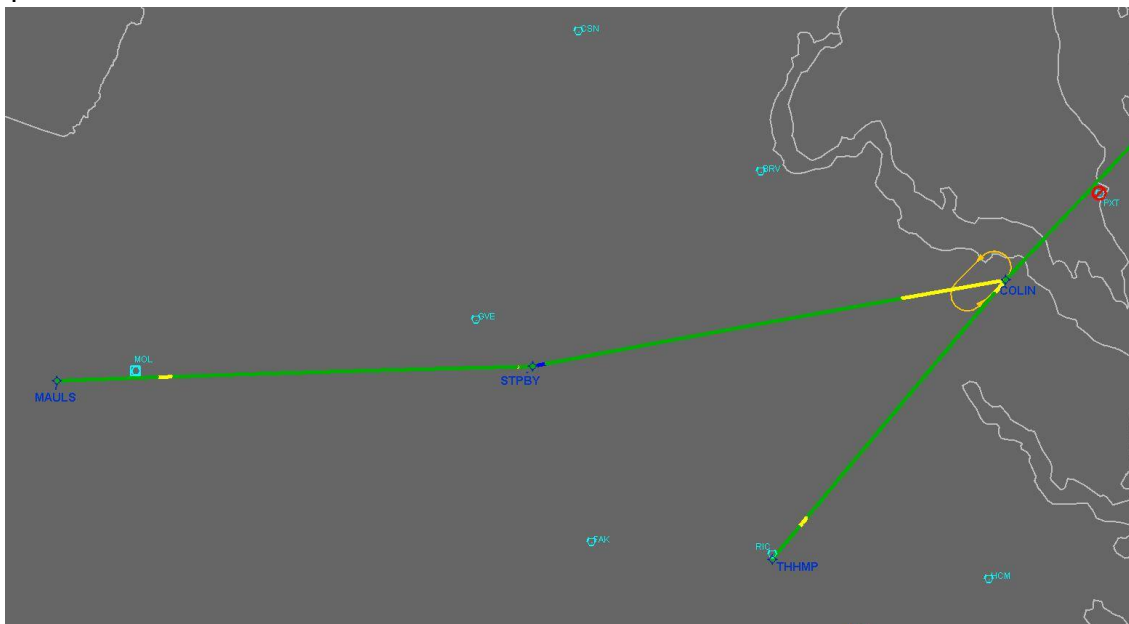 CSN
BRV
PXT
COLIN
OVE
MOL
STPBY
MAULS
FAK
RIC
THHMP
HCM